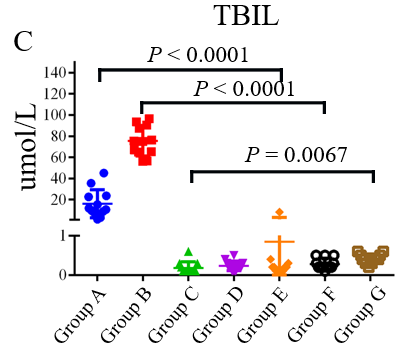 TBIL
C
P < 0.0001
P < 0.0001
P = 0.0067
umol/L
140
120
100
80
60
40
20
1
0
Group A
Group B
Group C
Group D
Group E
Group F
Group G